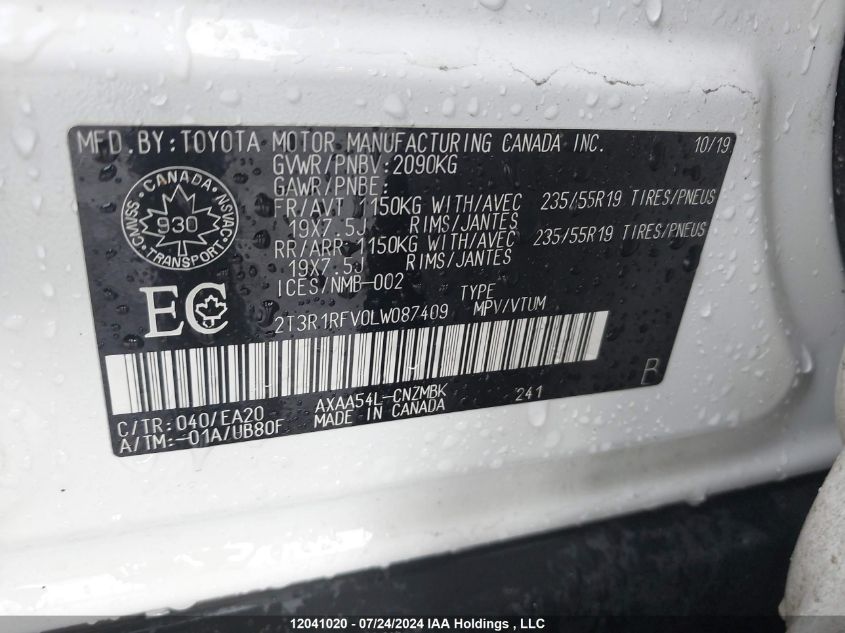 MFD.BY:TOYOTA MOTOR MANUFACTURING CANADA INC. 10/19
GVWR/PNBV:2090KG
GAWR/PNBE:
FR/AVT 1150KG WITH/AVEC 235/55R19 TIRES/PNEUS
19X7.5J RIMS/JANTES
RR/ARR 1150KG WITH/AVEC 235/55R19 TIRES/PNEUS
19X7.5J RIMS/JANTES
ICES/NMB-002
CANADA
CMVSS 930 NSVAC
TRANSPORT
EC
TYPE
2T3R1RFV0LW087409 MPV/VTUM
B
C/TR:040/EA20 AXAA54L-CNZMBK 241
A/TM:-01A/UB80F MADE IN CANADA
12041020 - 07/24/2024 IAA Holdings , LLC